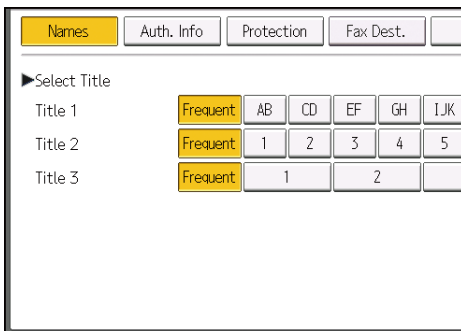 Names Auth. Info Protection Fax Dest.
▶Select Title
Title 1 Frequent AB CD EF GH IJK
Title 2 Frequent 1 2 3 4 5
Title 3 Frequent 1 2